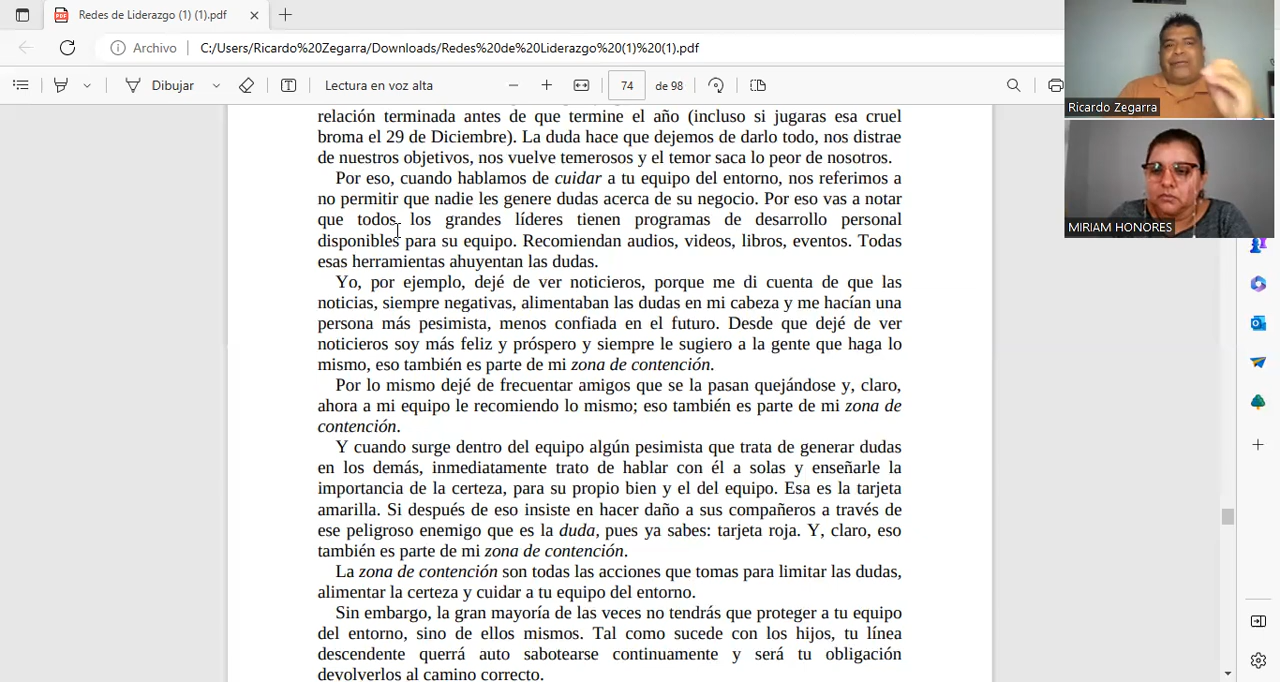 Redes de Liderazgo (1) (1).pdf
Archivo
C:/Users/Ricardo%20Zegarra/Downloads/Redes%20de%20Liderazgo%20(1)%20(1).pdf
Dibujar
Lectura en voz alta
74 de 98
Ricardo Zegarra
MIRIAM HONORES
relación terminada antes de que termine el año (incluso si jugaras esa cruel
broma el 29 de Diciembre). La duda hace que dejemos de darlo todo, nos distrae
de nuestros objetivos, nos vuelve temerosos y el temor saca lo peor de nosotros.
Por eso, cuando hablamos de cuidar a tu equipo del entorno, nos referimos a
no permitir que nadie les genere dudas acerca de su negocio. Por eso vas a notar
que todos los grandes líderes tienen programas de desarrollo personal
disponibles para su equipo. Recomiendan audios, videos, libros, eventos. Todas
esas herramientas ahuyentan las dudas.
Yo, por ejemplo, dejé de ver noticieros, porque me di cuenta de que las
noticias, siempre negativas, alimentaban las dudas en mi cabeza y me hacían una
persona más pesimista, menos confiada en el futuro. Desde que dejé de ver
noticieros soy más feliz y próspero y siempre le sugiero a la gente que haga lo
mismo, eso también es parte de mi zona de contención.
Por lo mismo dejé de frecuentar amigos que se la pasan quejándose y, claro,
ahora a mi equipo le recomiendo lo mismo; eso también es parte de mi zona de
contención.
Y cuando surge dentro del equipo algún pesimista que trata de generar dudas
en los demás, inmediatamente trato de hablar con él a solas y enseñarle la
importancia de la certeza, para su propio bien y el del equipo. Esa es la tarjeta
amarilla. Si después de eso insiste en hacer daño a sus compañeros a través de
ese peligroso enemigo que es la duda, pues ya sabes: tarjeta roja. Y, claro, eso
también es parte de mi zona de contención.
La zona de contención son todas las acciones que tomas para limitar las dudas,
alimentar la certeza y cuidar a tu equipo del entorno.
Sin embargo, la gran mayoría de las veces no tendrás que proteger a tu equipo
del entorno, sino de ellos mismos. Tal como sucede con los hijos, tu línea
descendente querrá auto sabotearse continuamente y será tu obligación
devolverlos al camino correcto.